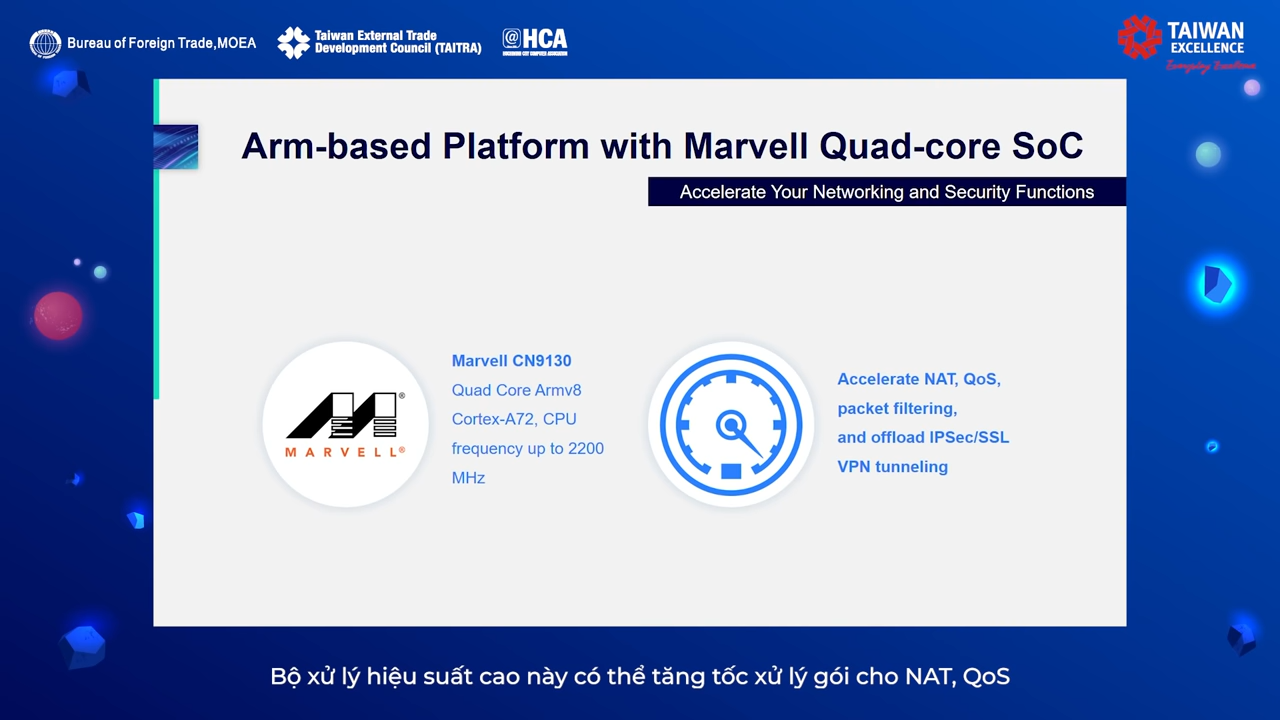 Bureau of Foreign Trade,MOEA
Taiwan External Trade
Development Council (TAITRA)
@HCA
TAIWAN
EXCELLENCE
Everyday Excellence
Arm-based Platform with Marvell Quad-core SoC
Accelerate Your Networking and Security Functions
MARVELL®
Marvell CN9130
Quad Core Armv8
Cortex-A72, CPU
frequency up to 2200
MHz
Accelerate NAT, QoS,
packet filtering,
and offload IPSec/SSL
VPN tunneling
Bộ xử lý hiệu suất cao này có thể tăng tốc xử lý gói cho NAT, QoS